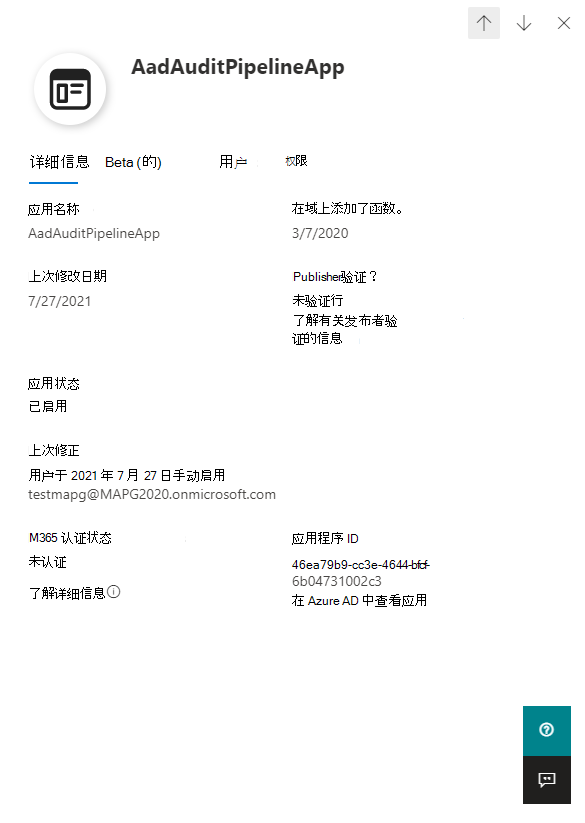 AadAuditPipelineApp
详细信息 Beta (的) 用户 权限
应用名称
AadAuditPipelineApp
在域上添加了函数。
3/7/2020
上次修改日期
7/27/2021
Publisher验证？
未验证行
了解有关发布者验
证的信息
应用状态
已启用
上次修正
用户于 2021 年 7 月 27 日手动启用
testmapg@MAPG2020.onmicrosoft.com
M365 认证状态
未认证
了解详细信息
应用程序 ID
46ea79b9-cc3e-4644-bfcf-
6b04731002c3
在 Azure AD 中查看应用